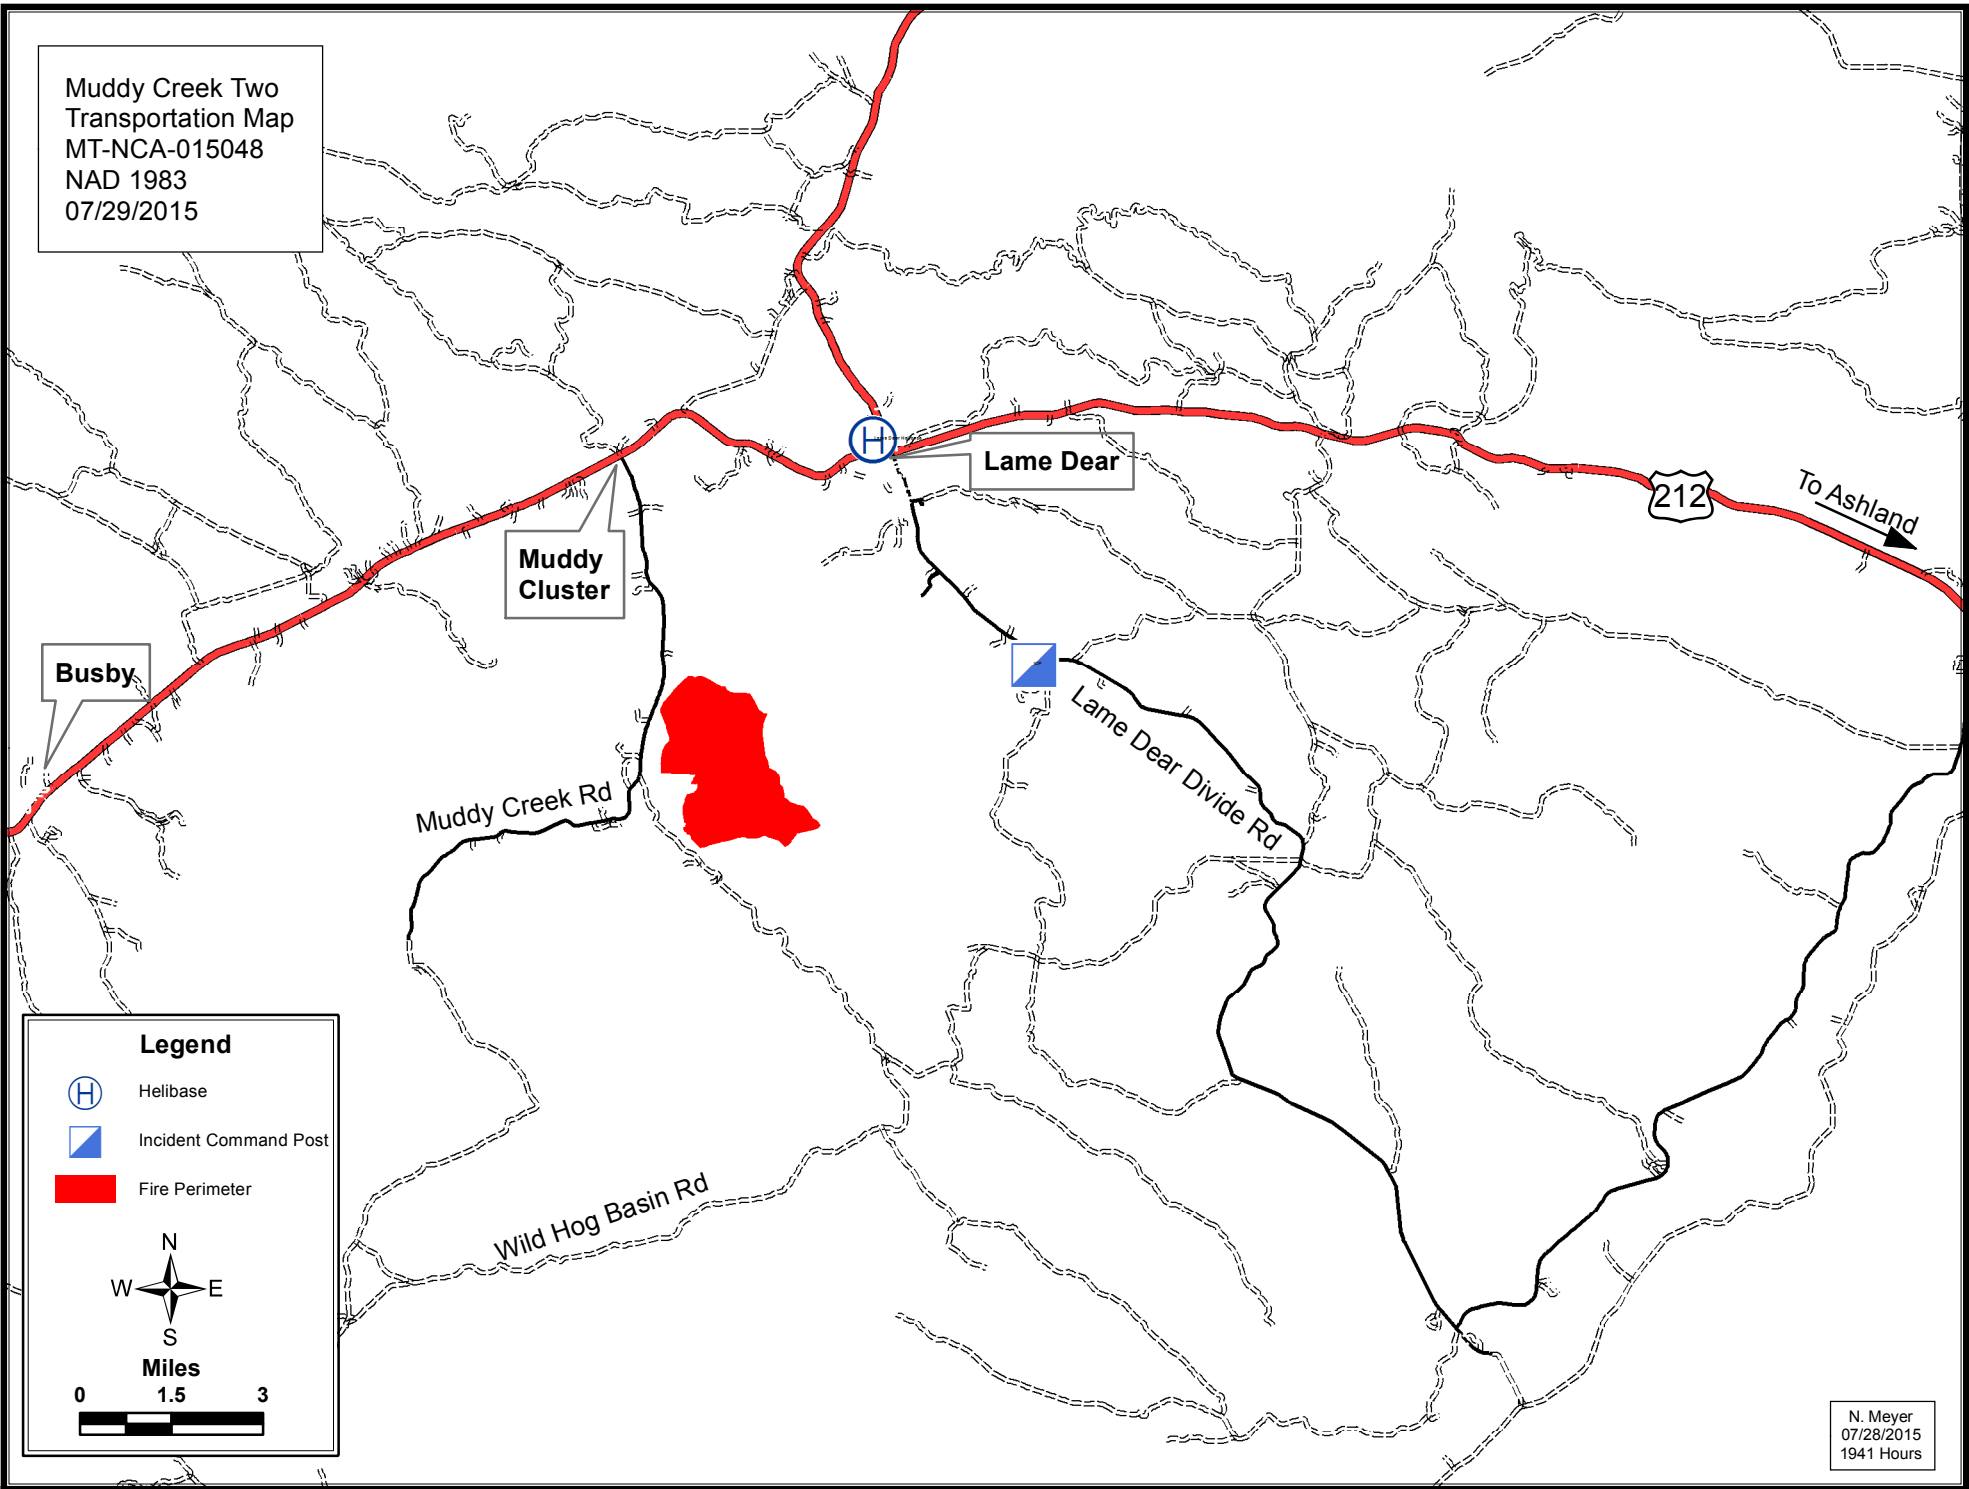 Muddy Creek Two
Transportation Map
MT-NCA-015048
NAD 1983
07/29/2015
Lame Dear
212
To Ashland
Muddy
Cluster
Busby
Lame Dear Divide Rd
Muddy Creek Rd
Wild Hog Basin Rd
Legend
H
Helibase
Incident Command Post
Fire Perimeter
N
W E
S
Miles
0 1.5 3
H
N. Meyer
07/28/2015
1941 Hours